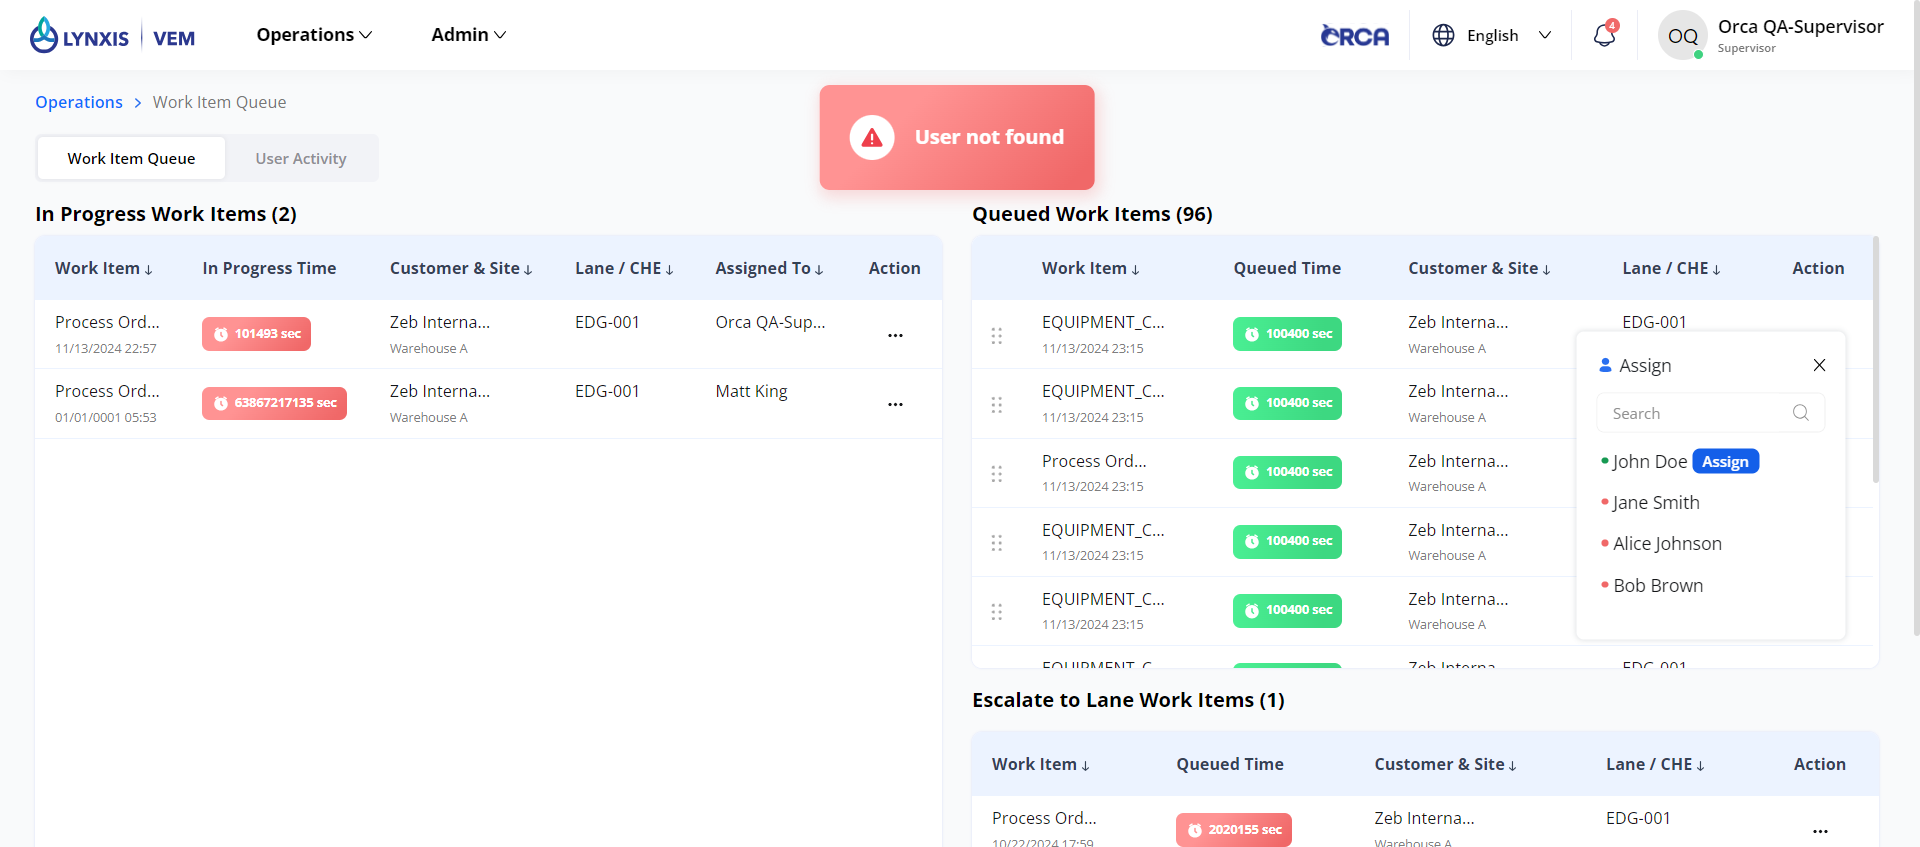 LYNXIS VEM
Operations
Admin
ORCA
English
4
OQ
Orca QA-Supervisor
Supervisor
Operations > Work Item Queue
User not found
Work Item Queue
User Activity
In Progress Work Items (2)
Work Item ↓ In Progress Time Customer & Site ↓ Lane / CHE ↓ Assigned To ↓ Action
Process Ord... 101493 sec Zeb Interna... EDG-001 Orca QA-Sup... ...
11/13/2024 22:57 Warehouse A
Process Ord... 63867217135 sec Zeb Interna... EDG-001 Matt King ...
01/01/0001 05:53 Warehouse A
Queued Work Items (96)
Work Item ↓ Queued Time Customer & Site ↓ Lane / CHE ↓ Action
EQUIPMENT_C... 100400 sec Zeb Interna... EDG-001
11/13/2024 23:15 Warehouse A
EQUIPMENT_C... 100400 sec Zeb Interna...
11/13/2024 23:15 Warehouse A
Process Ord... 100400 sec Zeb Interna...
11/13/2024 23:15 Warehouse A
EQUIPMENT_C... 100400 sec Zeb Interna...
11/13/2024 23:15 Warehouse A
EQUIPMENT_C... 100400 sec Zeb Interna...
11/13/2024 23:15 Warehouse A
EQUIPMENT_C... Zeb Interna... EDG-001
Assign
Search
John Doe Assign
Jane Smith
Alice Johnson
Bob Brown
Escalate to Lane Work Items (1)
Work Item ↓ Queued Time Customer & Site ↓ Lane / CHE ↓ Action
Process Ord... 2020155 sec Zeb Interna... EDG-001 ...
10/22/2024 17:59 Warehouse A